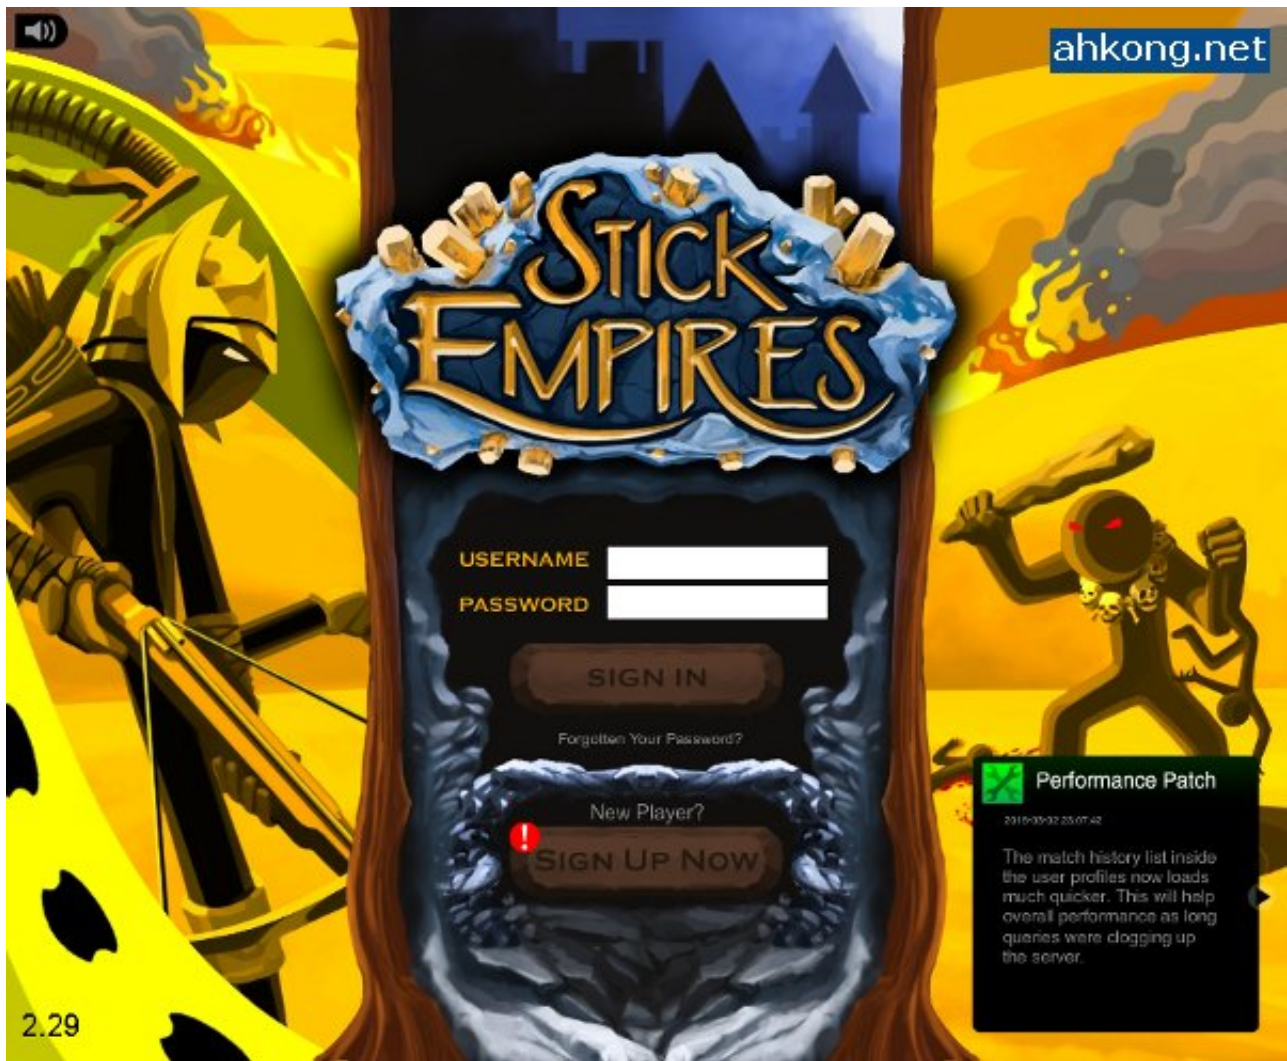 ahkong.net
STICK
EMPIRES
USERNAME
PASSWORD
SIGN IN
Forgotten Your Password?
New Player?
!
SIGN UP NOW
Performance Patch
The match history list inside
the user profiles now loads
much quicker. This will help
overall performance as long
queries were clogging up
the server.
2.29